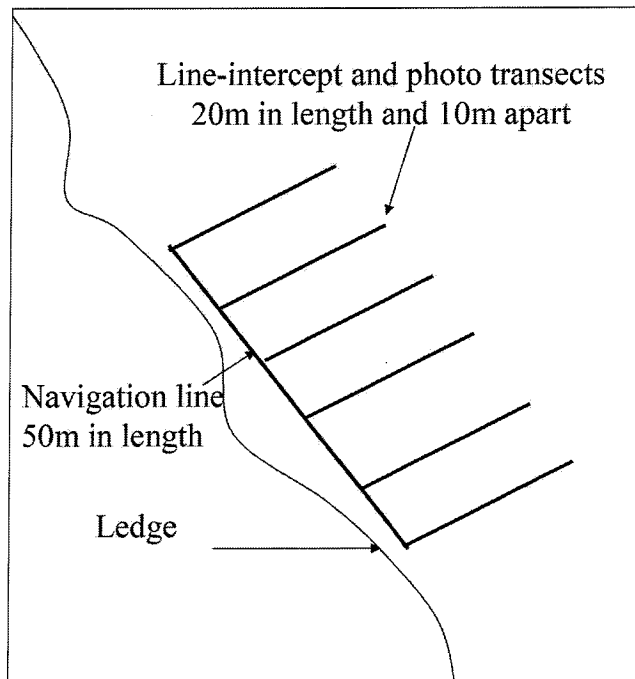 Line-intercept and photo transects
20m in length and 10m apart
Navigation line
50m in length
Ledge